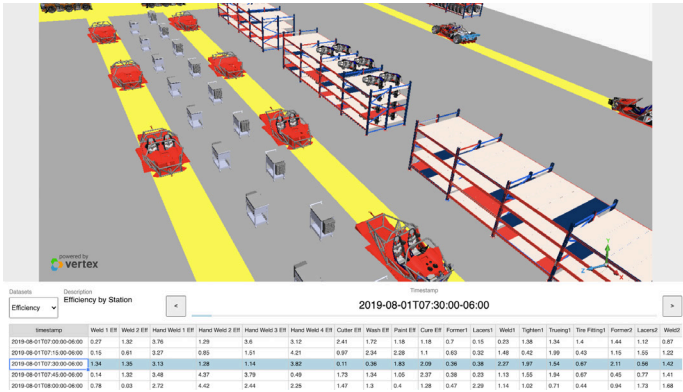 powered by
vertex
Datasets
Description
Timestamp
Efficiency
Efficiency by Station
<
2019-08-01T07:30:00-06:00
>
timestamp Weld 1 Eff Weld 2 Eff Hand Weld 1 Eff Hand Weld 2 Eff Hand Weld 3 Eff Hand Weld 4 Eff Cutter Eff Wash Eff Paint Eff Cure Eff Former1 Lacers1 Weld1 Tighten1 Trueing1 Tire Fitting1 Former2 Lacers2 Weld2
2019-08-01T07:00:00-06:00 0.27 1.32 3.76 1.29 3.6 3.12 2.41 1.72 1.18 1.18 0.7 0.15 0.23 1.38 1.34 1.4 0.94 1.12 0.87
2019-08-01T07:15:00-06:00 0.15 0.61 3.27 0.85 1.51 4.21 0.97 2.34 2.28 1.1 0.63 0.32 1.48 0.42 1.99 0.43 1.15 1.55 1.22
2019-08-01T07:30:00-06:00 1.34 1.35 3.13 1.28 1.14 3.82 0.11 0.36 1.83 2.09 0.36 0.38 2.27 1.97 1.54 0.67 2.11 0.56 1.42
2019-08-01T07:45:00-06:00 0.14 1.32 3.48 4.37 3.79 0.49 1.73 1.34 1.05 2.37 0.38 0.23 1.13 1.55 1.94 0.67 0.45 0.77 1.41
2019-08-01T08:00:00-06:00 0.78 0.03 2.72 4.42 2.44 2.26 1.47 1.3 0.4 1.28 0.47 2.29 1.14 1.02 0.71 0.44 0.94 1.73 1.68